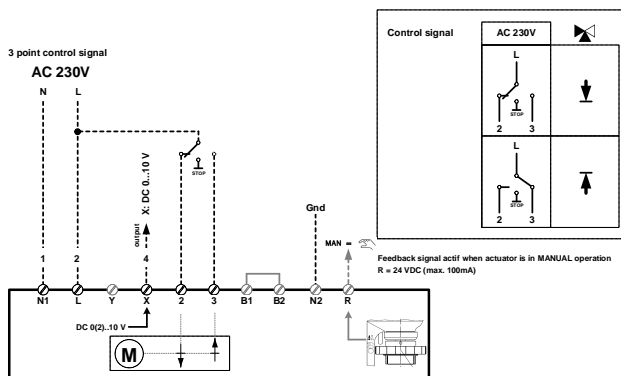 3 point control signal
AC 230V
N L
X: DC 0...10 V
output
STOP
1 2 4
Gnd
MAN =
N1 L Y X 2 3 B1 B2 N2 R
DC 0(2)..10 V
M
Control signal
AC 230V
L
STOP
2 3
L
STOP
2 3
Feedback signal actif when actuator is in MANUAL operation
R = 24 VDC (max. 100mA)